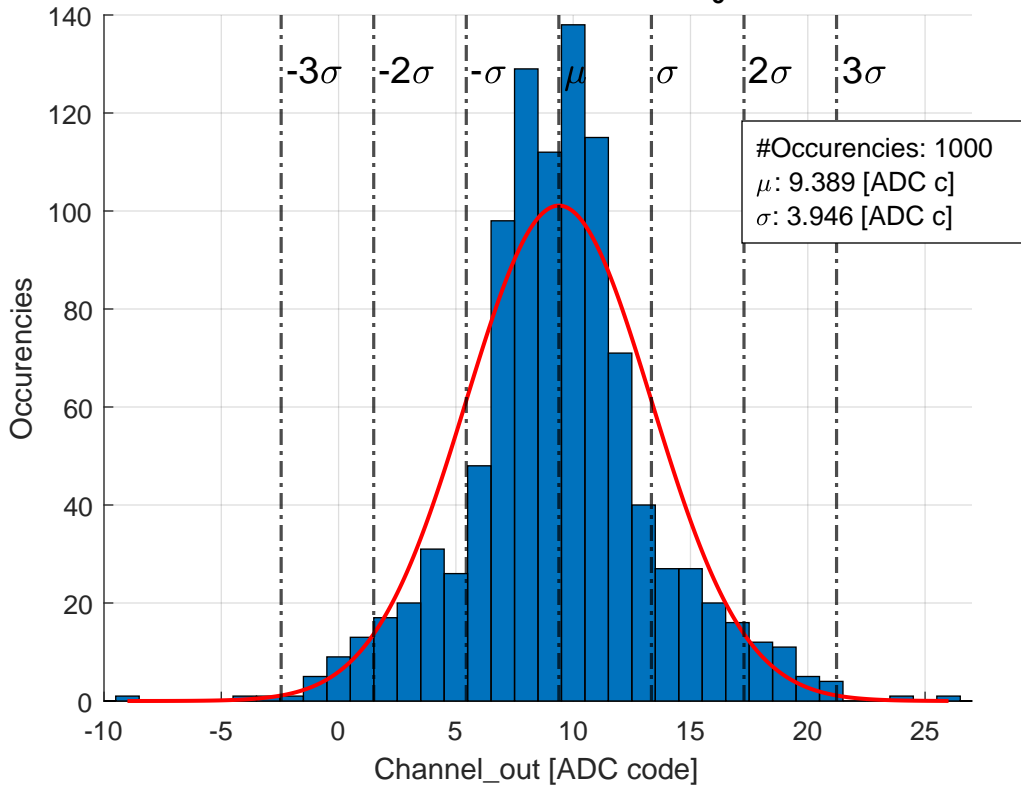 140
120
100
80
60
40
20
0
Occurencies
-3σ
-2σ
-σ
μ
σ
2σ
3σ
#Occurencies: 1000
μ: 9.389 [ADC c]
σ: 3.946 [ADC c]
-10
-5
0
5
10
15
20
25
Channel_out [ADC code]